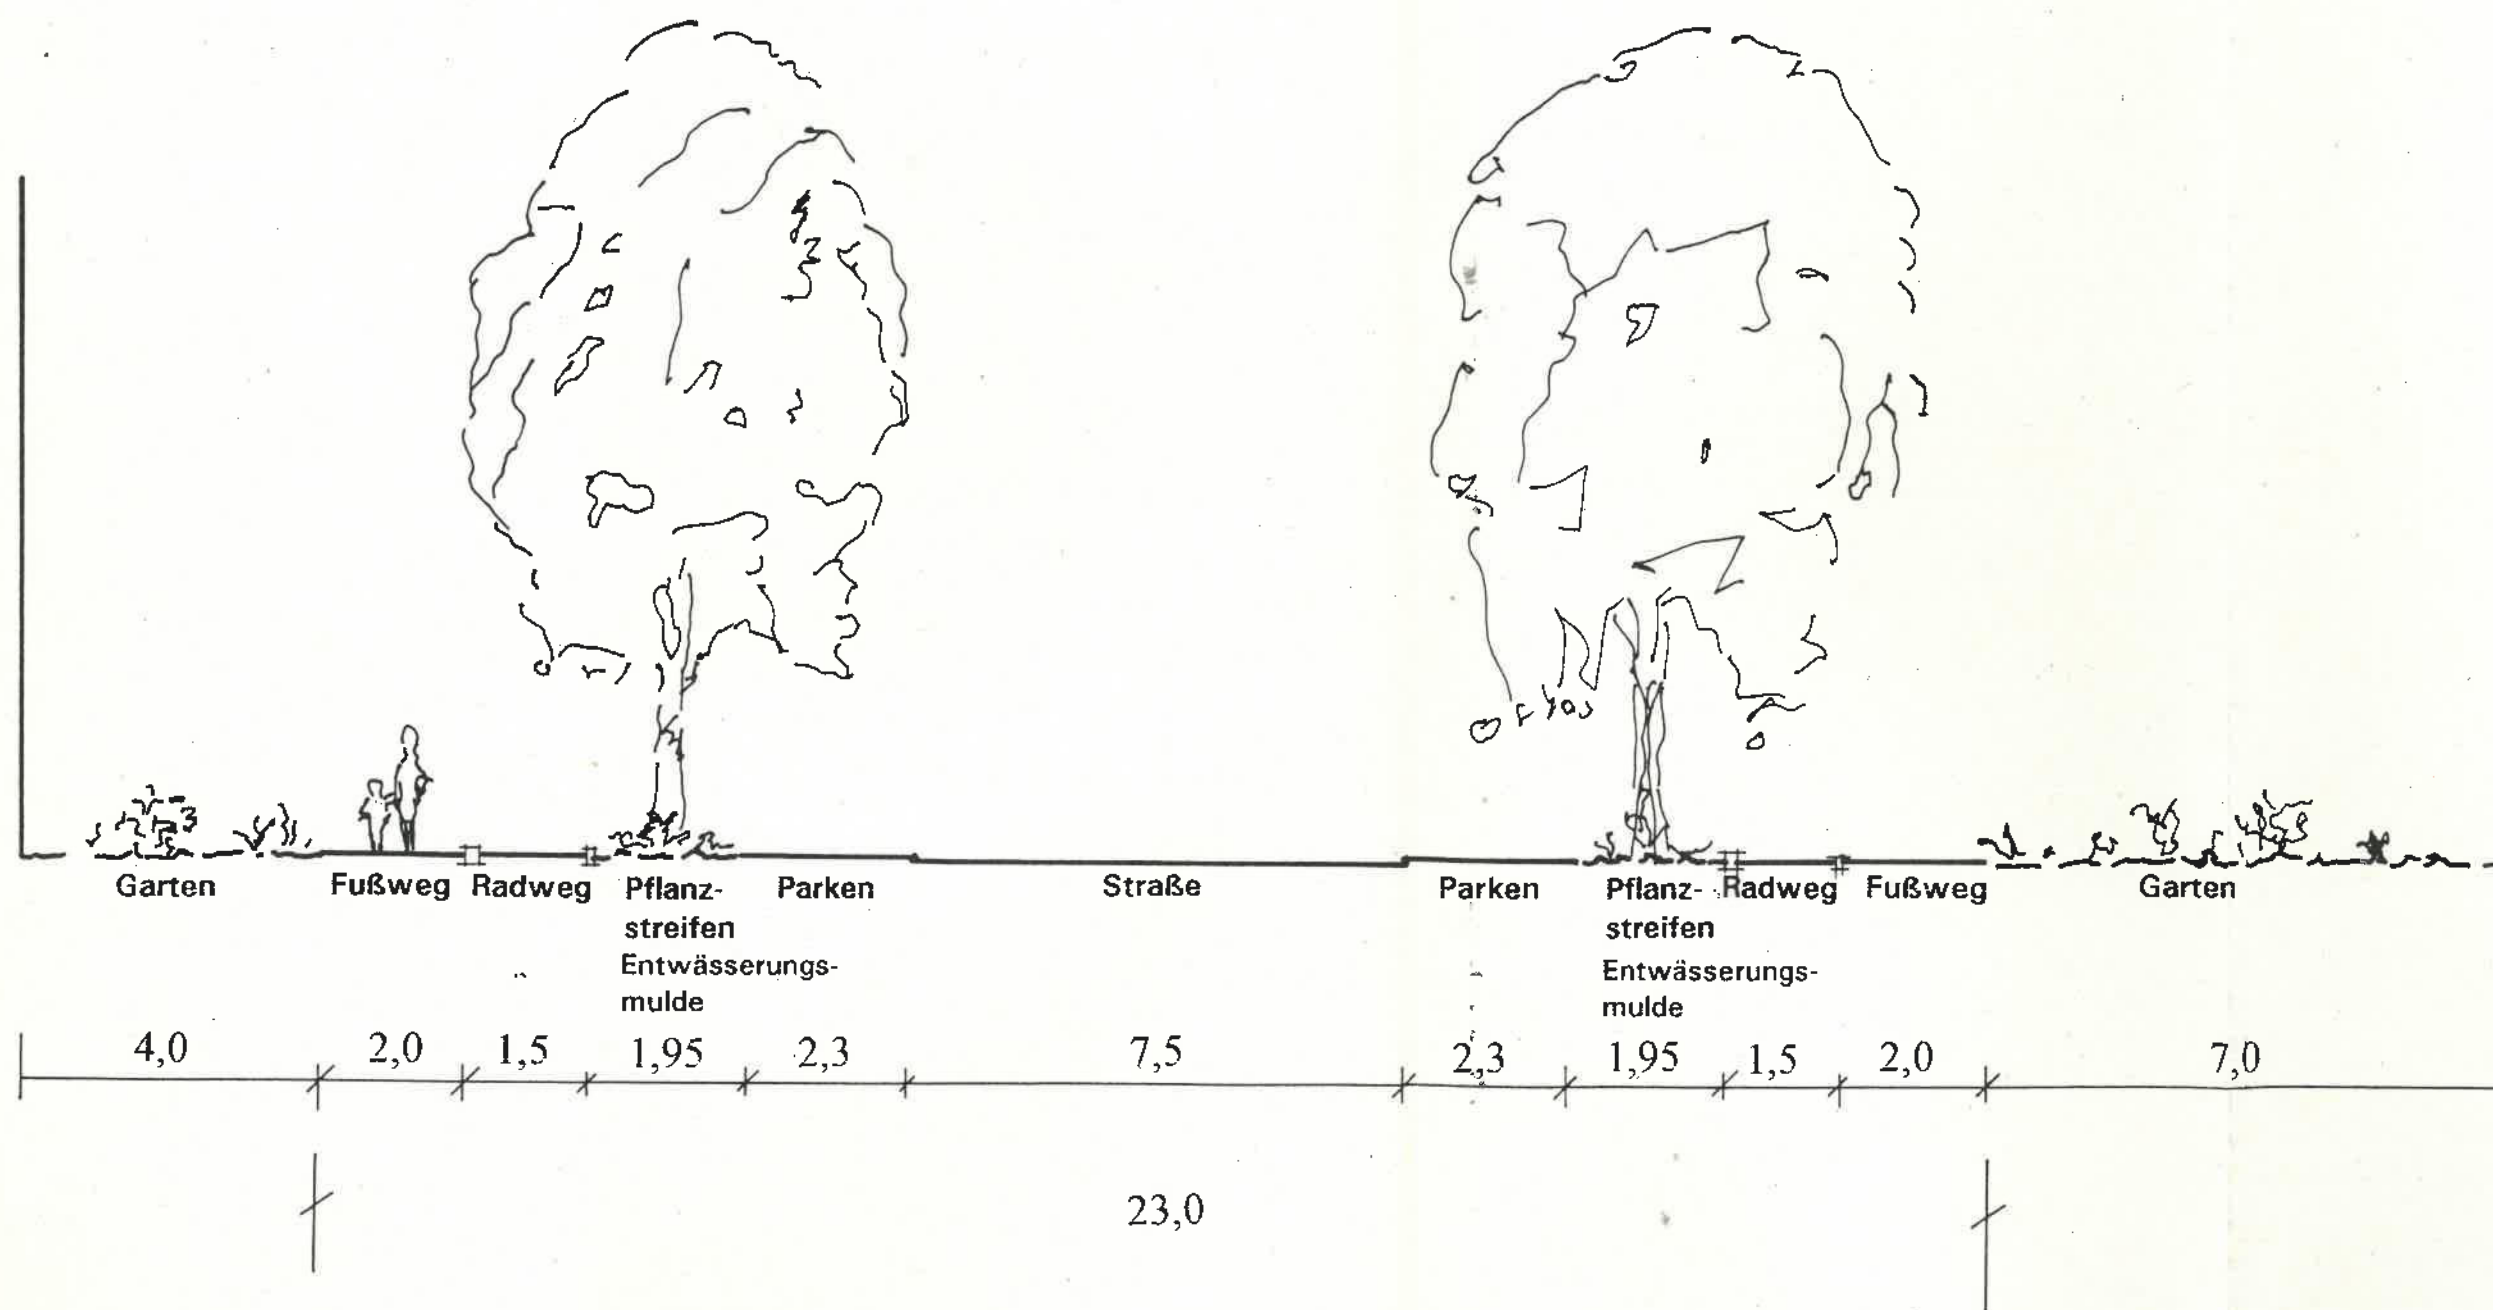 Garten Fußweg Radweg Pflanz- Parken Straße Parken Pflanz- Radweg Fußweg Garten
streifen streifen
Entwässerungs- Entwässerungs-
mulde mulde
4,0 2,0 1,5 1,95 2,3 7,5 2,3 1,95 1,5 2,0 7,0
23,0